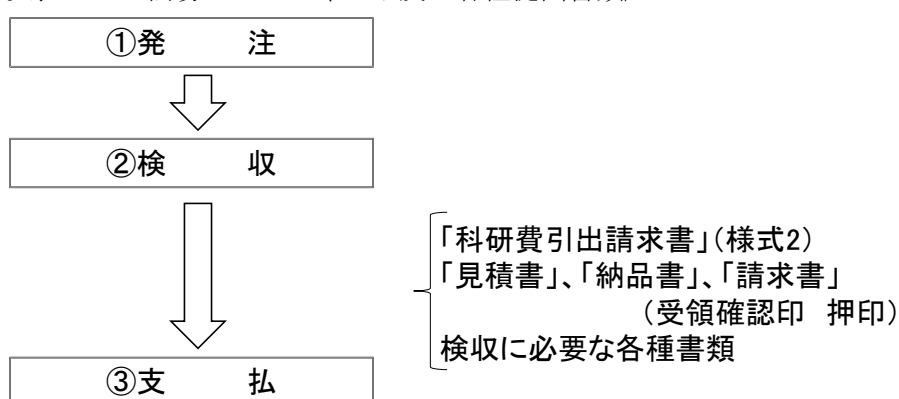 ①発　　注
②検　　収
「科研費引出請求書」（様式2）
「見積書」、「納品書」、「請求書」
（受領確認印　押印）
検収に必要な各種書類
③支　　払